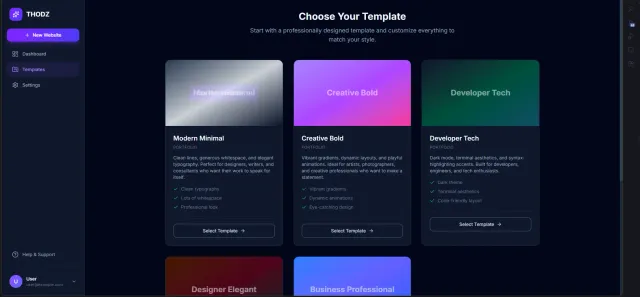 THODZ
+ New Website
Dashboard
Templates
Settings
Help & Support
U
User
Choose Your Template
Start with a professionally designed template and customize everything to
match your style.
Modern Minimal
PORTFOLIO
Clean lines, generous whitespace, and elegant
typography. Perfect for designers, writers, and
consultants who want their work to speak for
itself.
Clean typography
Lots of whitespace
Professional look
Select Template →
Creative Bold
Creative Bold
PORTFOLIO
Vibrant gradients, dynamic layouts, and playful
animations. Ideal for artists, photographers,
and creative professionals who want to make a
statement.
Vibrant gradients
Dynamic animations
Eye-catching design
Select Template →
Developer Tech
Developer Tech
PORTFOLIO
Dark mode, terminal aesthetics, and syntax-
highlighting accents. Built for developers,
engineers, and tech enthusiasts.
Dark theme
Terminal aesthetics
Code-friendly layout
Select Template →
Designer Elegant
Business Professional